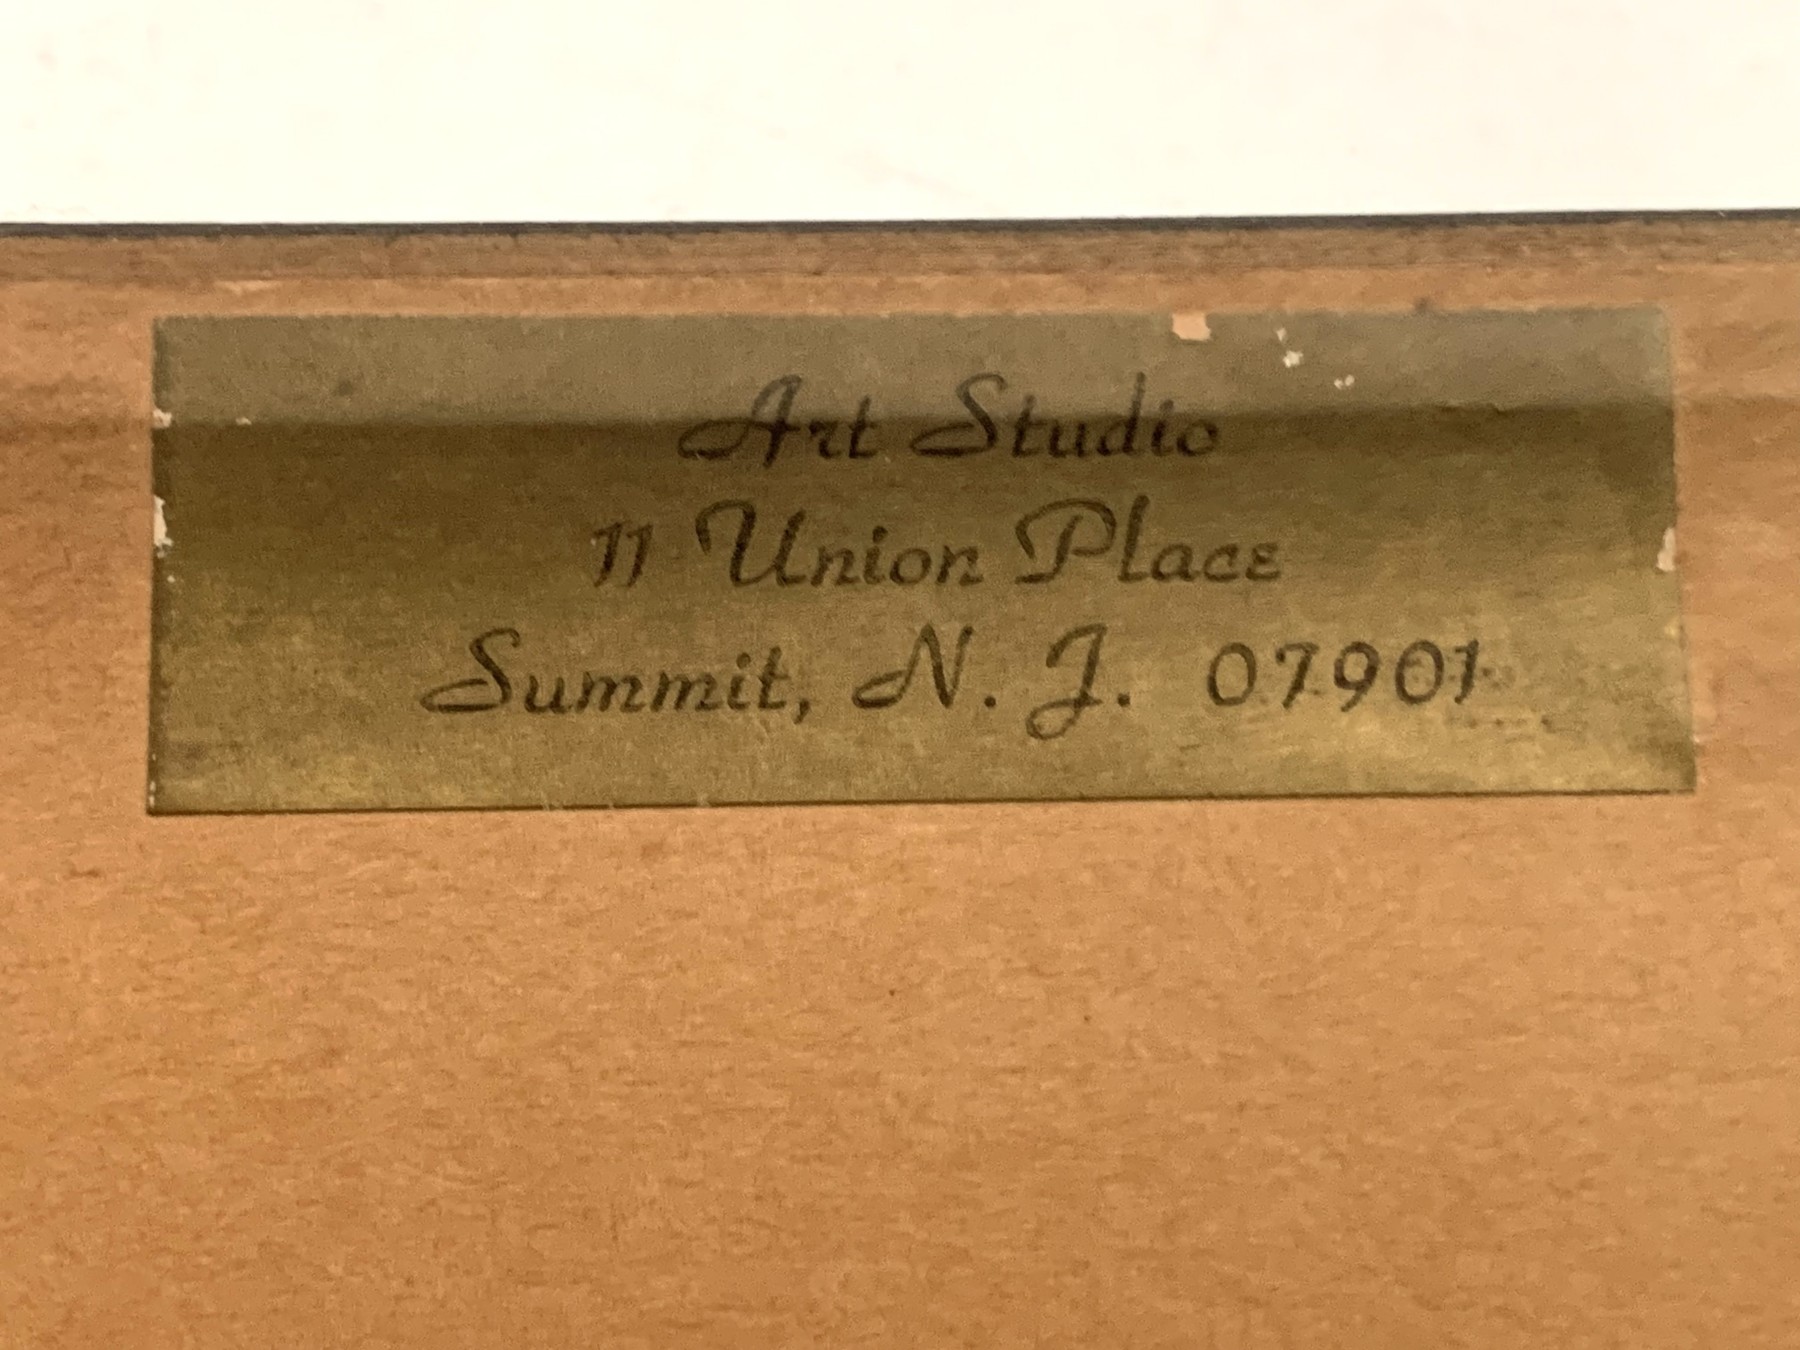 Art Studio
11 Union Place
Summit, N. J. 07901